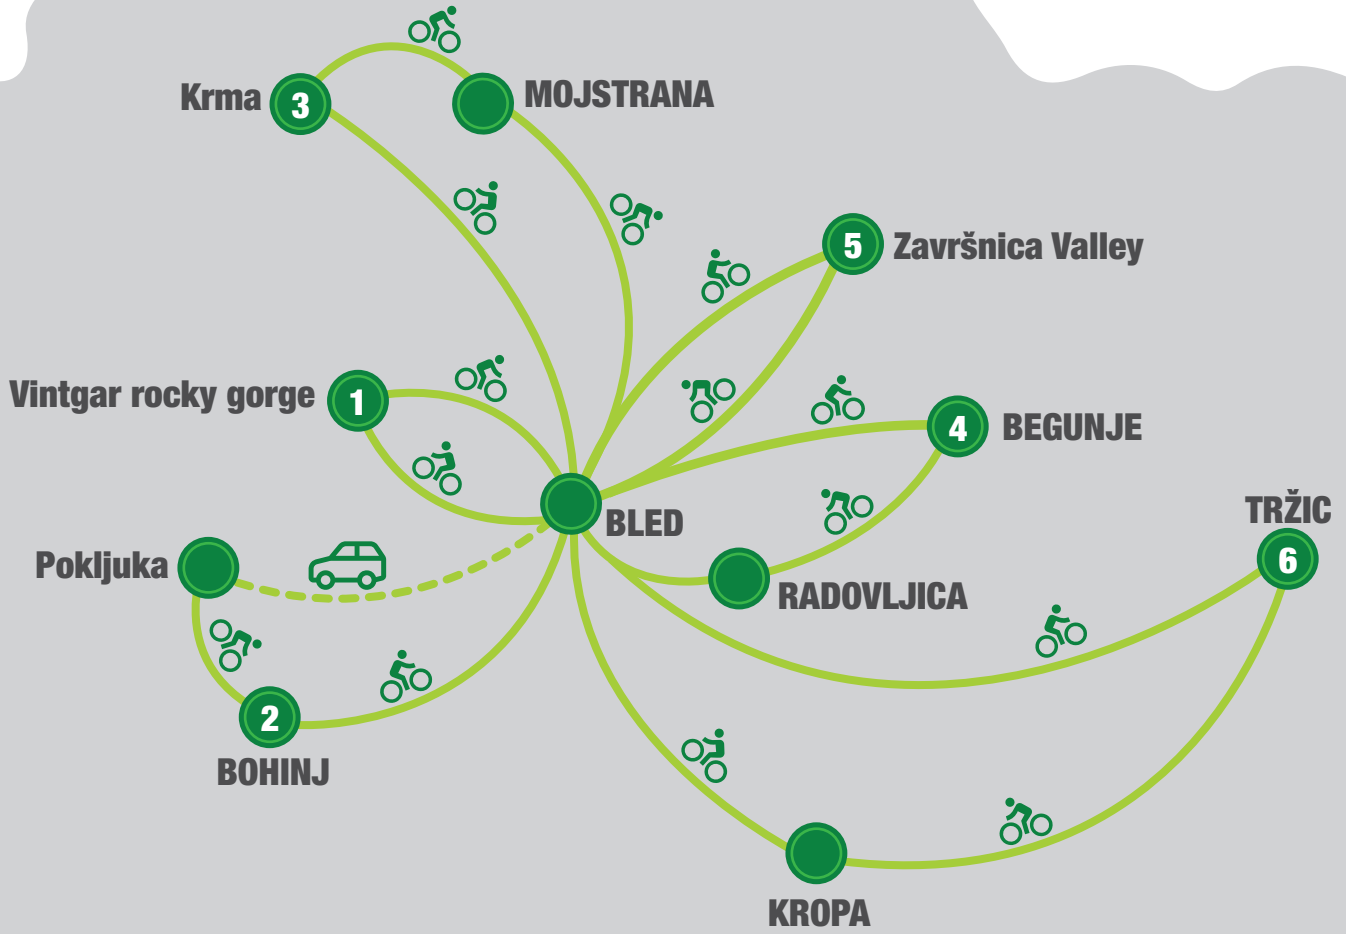 Krma
3
MOJSTRANA
5
Završnica Valley
Vintgar rocky gorge
1
4
BEGUNJE
BLED
TRŽIC
6
Pokljuka
RADOVLJICA
2
BOHINJ
KROPA